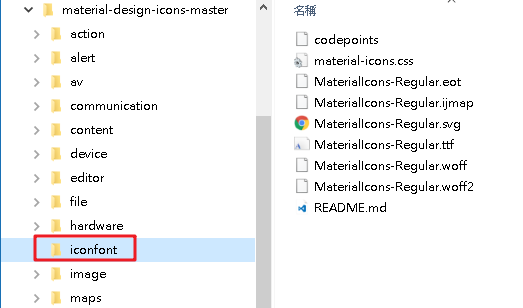 material-design-icons-master
action
alert
av
communication
content
device
editor
file
hardware
iconfont
image
maps
名稱
codepoints
material-icons.css
MaterialIcons-Regular.eot
MaterialIcons-Regular.ijmap
MaterialIcons-Regular.svg
MaterialIcons-Regular.ttf
MaterialIcons-Regular.woff
MaterialIcons-Regular.woff2
README.md